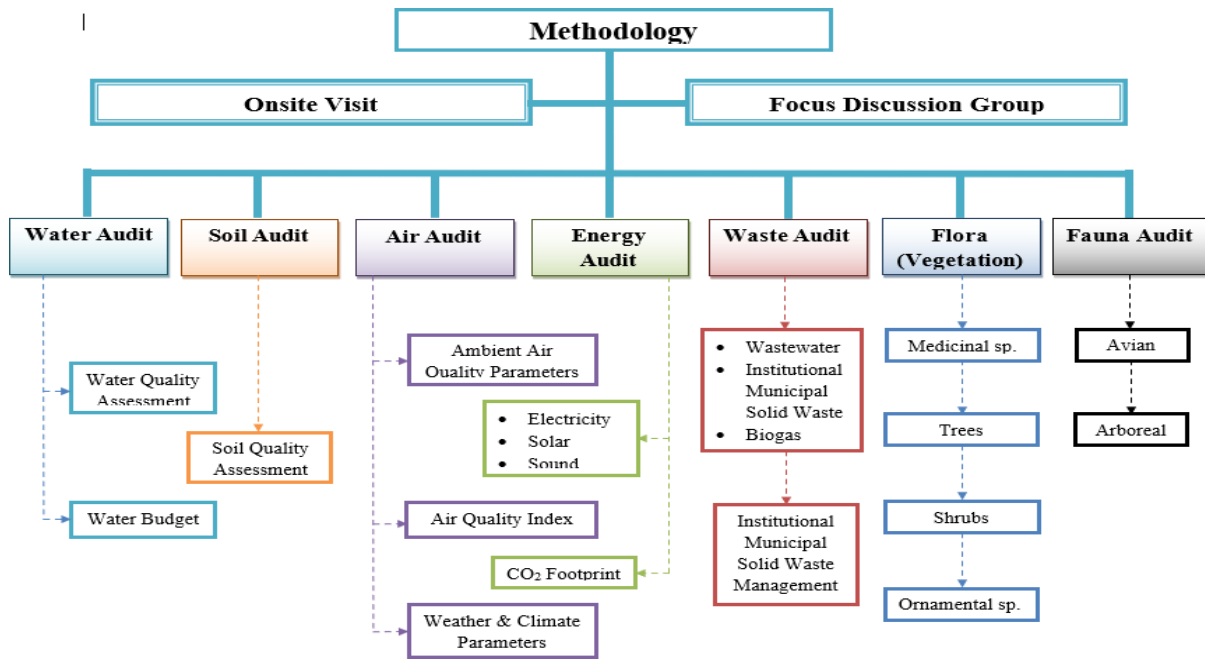 Methodology
Onsite Visit
Focus Discussion Group
Water Audit
Soil Audit
Air Audit
Energy
Audit
Waste Audit
Flora
(Vegetation)
Fauna Audit
Water Quality
Assessment
Water Budget
Soil Quality
Assessment
Ambient Air
Quality Parameters
Air Quality Index
Weather & Climate
Parameters
• Electricity
• Solar
• Sound
CO₂ Footprint
• Wastewater
• Institutional
Municipal
Solid Waste
• Biogas
Institutional
Municipal
Solid Waste
Management
Medicinal sp.
Trees
Shrubs
Ornamental sp.
Avian
Arboreal